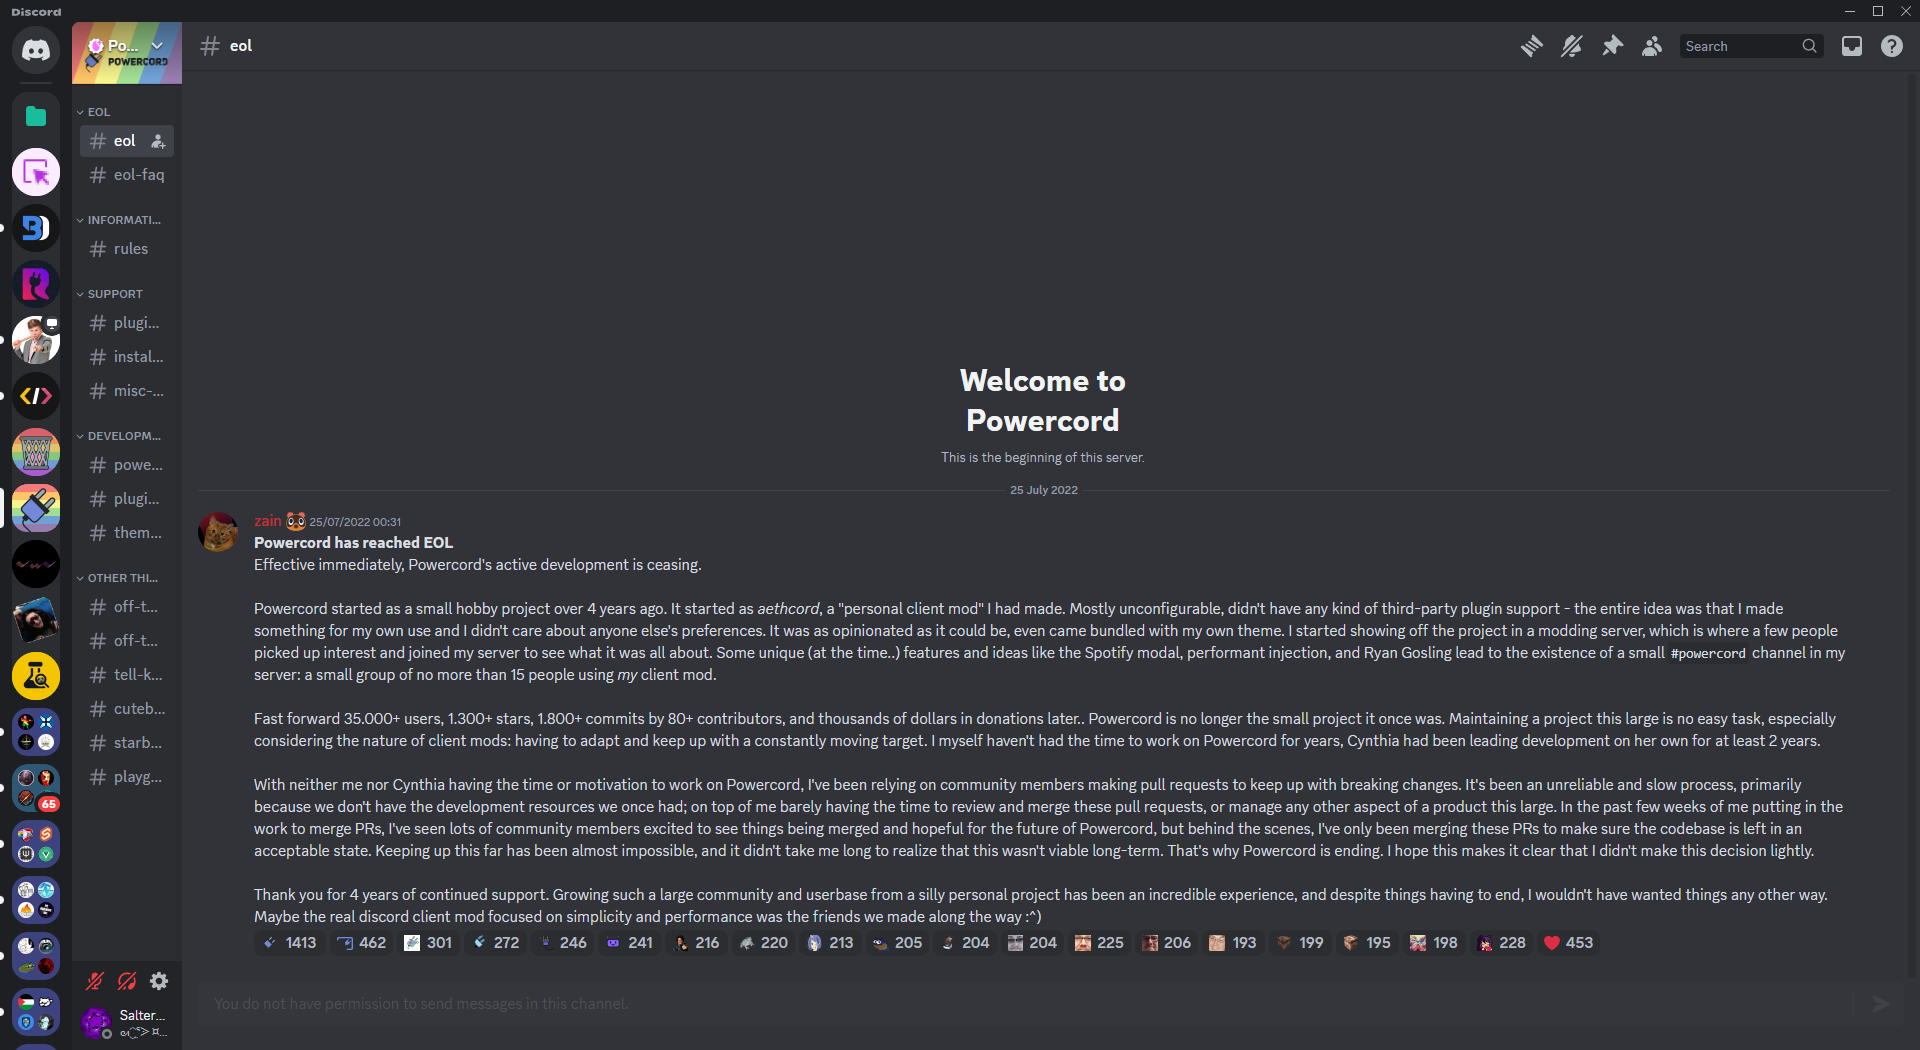 Discord
Po...
POWERCORD
eol
Search
EOL
eol
eol-faq
INFORMATI...
rules
SUPPORT
plugi...
instal...
misc-...
DEVELOPM...
powe...
plugi...
them...
OTHER THI...
off-t...
off-t...
tell-k...
cuteb...
starb...
playg...
65
Salter...
Welcome to
Powercord
This is the beginning of this server.
25 July 2022
zain 25/07/2022 00:31
Powercord has reached EOL
Effective immediately, Powercord's active development is ceasing.
Powercord started as a small hobby project over 4 years ago. It started as aethcord, a "personal client mod" I had made. Mostly unconfigurable, didn't have any kind of third-party plugin support - the entire idea was that I made
something for my own use and I didn't care about anyone else's preferences. It was as opinionated as it could be, even came bundled with my own theme. I started showing off the project in a modding server, which is where a few people
picked up interest and joined my server to see what it was all about. Some unique (at the time..) features and ideas like the Spotify modal, performant injection, and Ryan Gosling lead to the existence of a small #powercord channel in my
server: a small group of no more than 15 people using my client mod.
Fast forward 35.000+ users, 1.300+ stars, 1.800+ commits by 80+ contributors, and thousands of dollars in donations later.. Powercord is no longer the small project it once was. Maintaining a project this large is no easy task, especially
considering the nature of client mods: having to adapt and keep up with a constantly moving target. I myself haven't had the time to work on Powercord for years, Cynthia had been leading development on her own for at least 2 years.
With neither me nor Cynthia having the time or motivation to work on Powercord, I've been relying on community members making pull requests to keep up with breaking changes. It's been an unreliable and slow process, primarily
because we don't have the development resources we once had; on top of me barely having the time to review and merge these pull requests, or manage any other aspect of a product this large. In the past few weeks of me putting in the
work to merge PRs, I've seen lots of community members excited to see things being merged and hopeful for the future of Powercord, but behind the scenes, I've only been merging these PRs to make sure the codebase is left in an
acceptable state. Keeping up this far has been almost impossible, and it didn't take me long to realize that this wasn't viable long-term. That's why Powercord is ending. I hope this makes it clear that I didn't make this decision lightly.
Thank you for 4 years of continued support. Growing such a large community and userbase from a silly personal project has been an incredible experience, and despite things having to end, I wouldn't have wanted things any other way.
Maybe the real discord client mod focused on simplicity and performance was the friends we made along the way :^)
1413 462 301 272 246 241 216 220 213 205 204 204 225 206 193 199 195 198 228 453
You do not have permission to send messages in this channel.